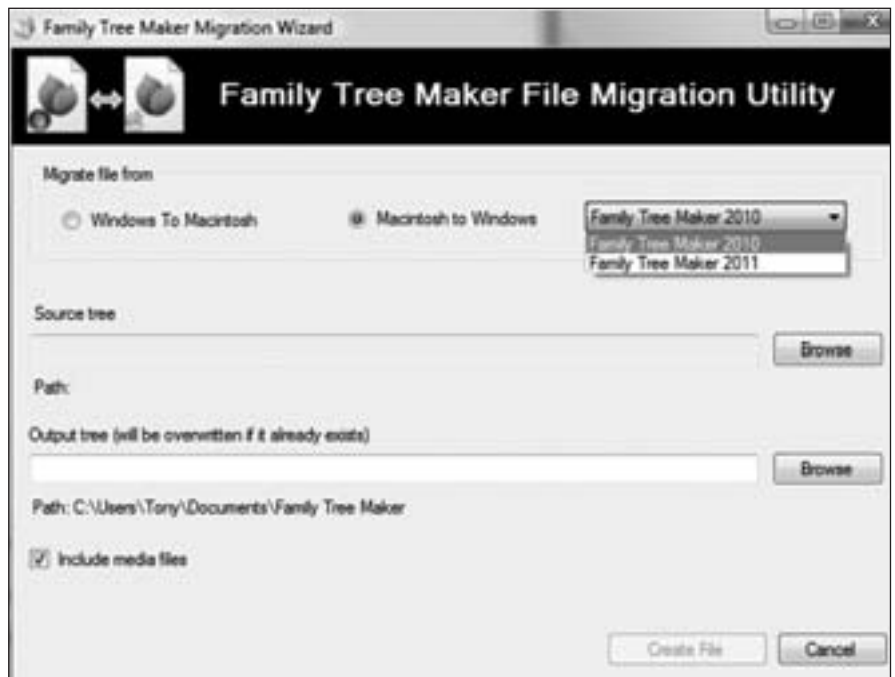 Family Tree Maker Migration Wizard
Family Tree Maker File Migration Utility
Migrate file from
Windows To Macintosh
Macintosh to Windows
Family Tree Maker 2010
Family Tree Maker 2010
Family Tree Maker 2011
Source tree
Browse
Path:
Output tree (will be overwritten if it already exists)
Browse
Path: C:\Users\Tony\Documents\Family Tree Maker
Include media files
Create File
Cancel